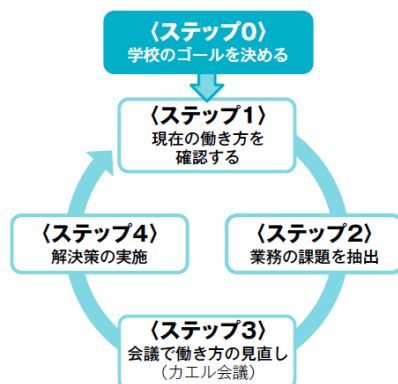 〈ステップ0〉
学校のゴールを決める
〈ステップ1〉
現在の働き方を
確認する
〈ステップ2〉
業務の課題を抽出
〈ステップ3〉
会議で働き方の見直し
(カエル会議)
〈ステップ4〉
解決策の実施